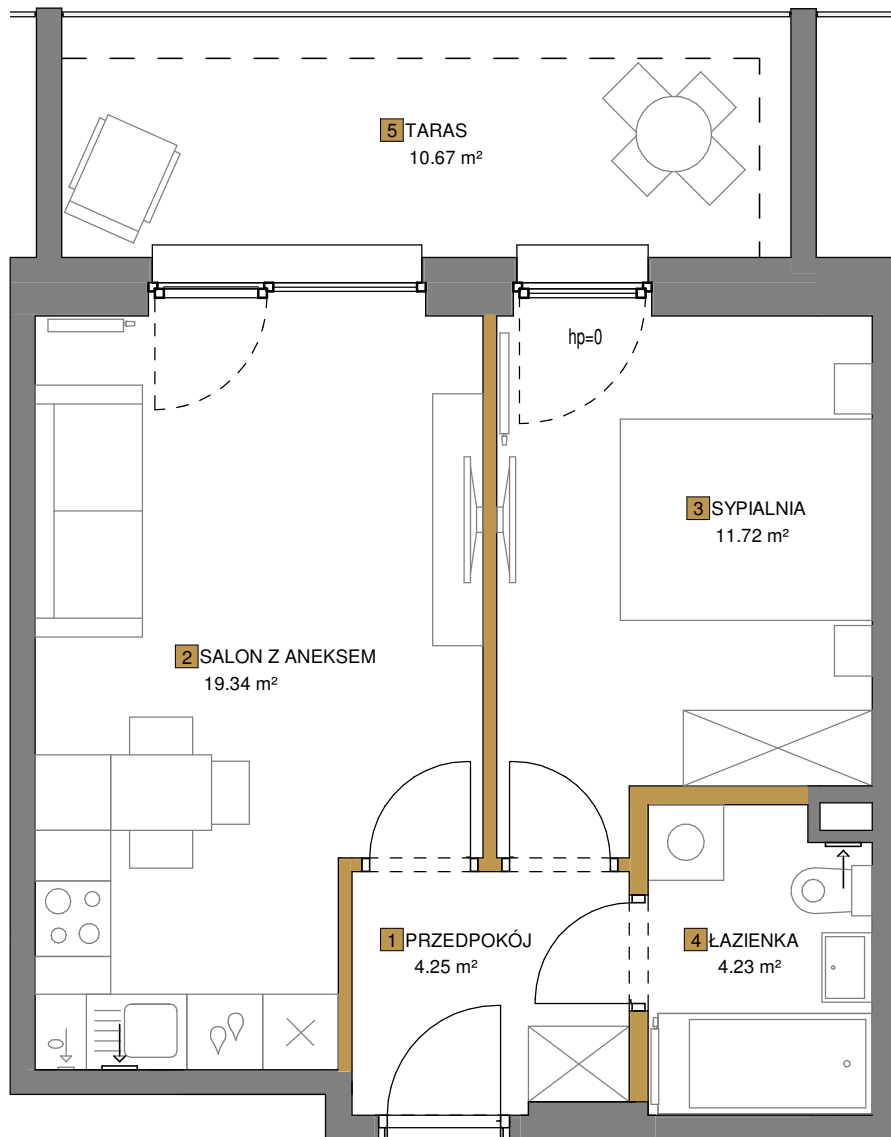 5 TARAS
10.67 m²
hp=0
3 SYPIALNIA
11.72 m²
2 SALON Z ANEKSEM
19.34 m²
1 PRZEDPOKÓJ
4.25 m²
4 ŁAZIENKA
4.23 m²